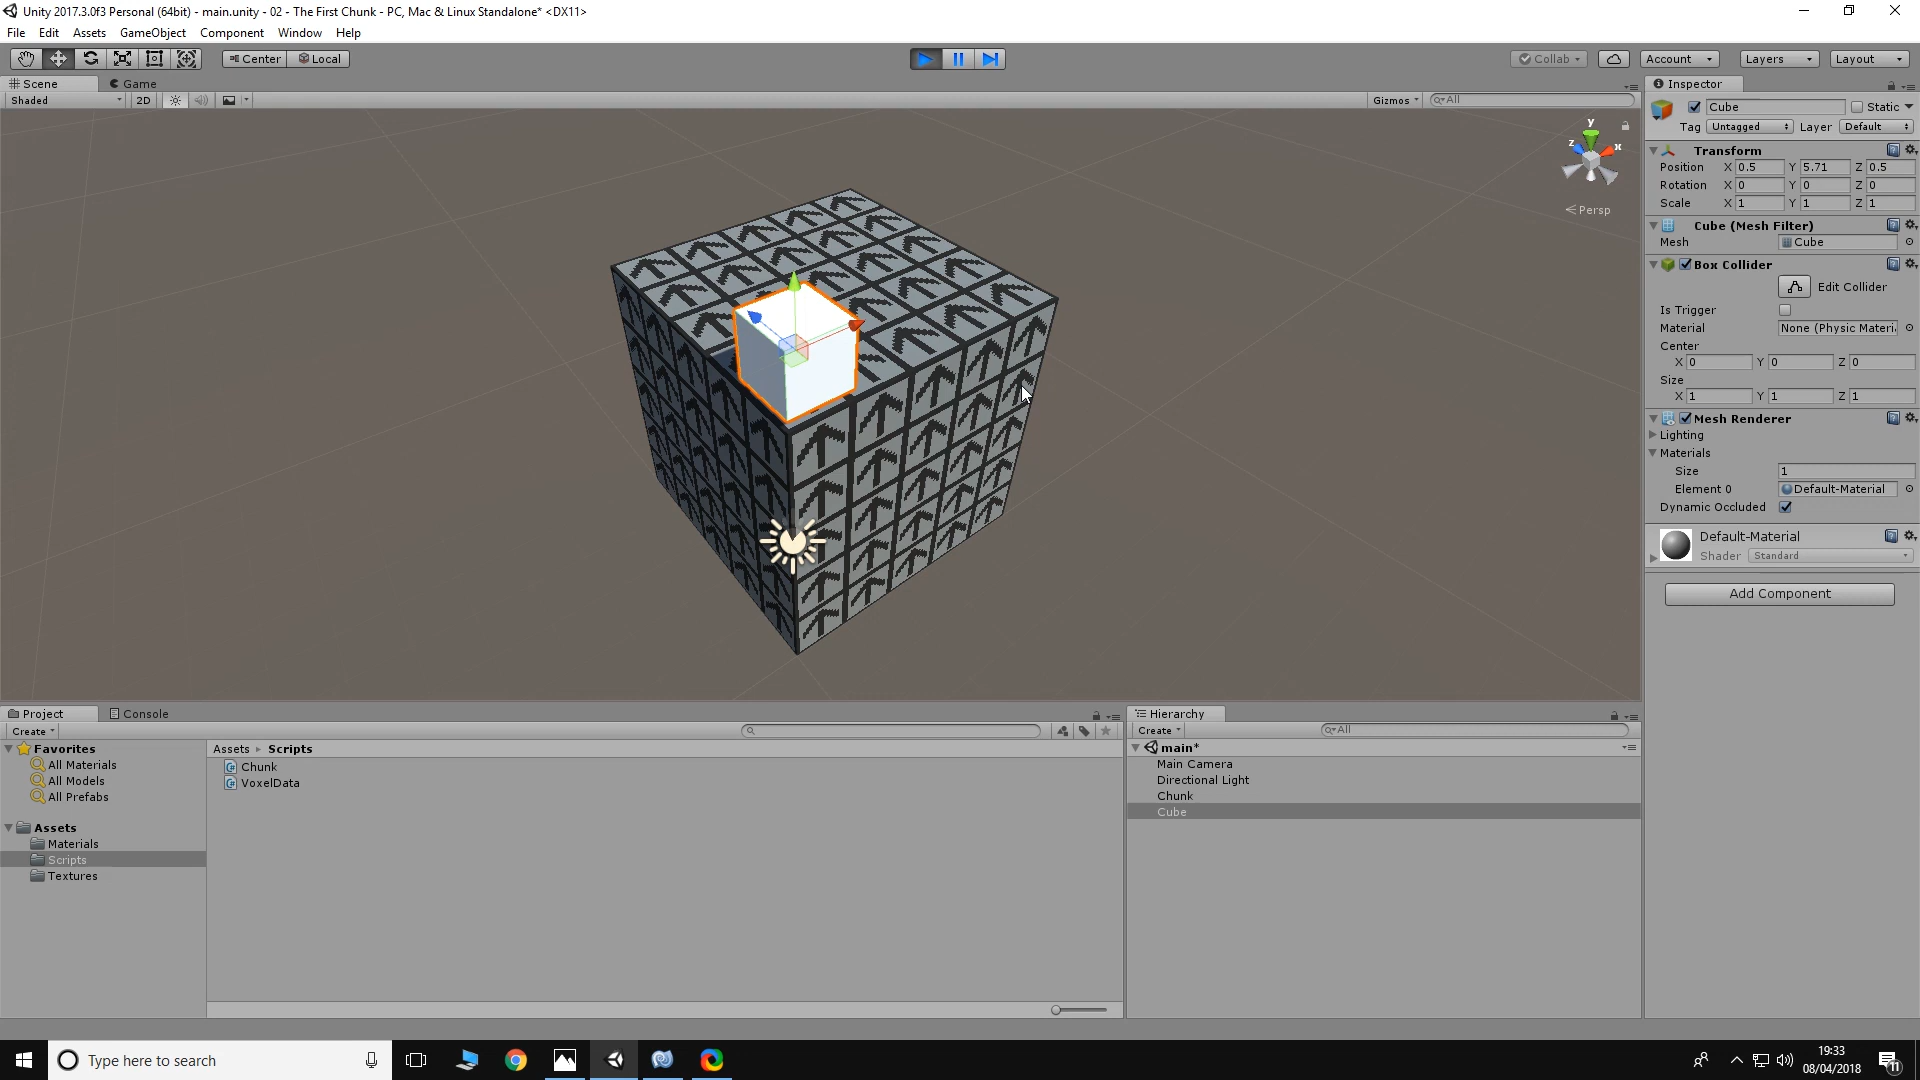 Unity 2017.3.0f3 Personal (64bit) - main.unity - 02 - The First Chunk - PC, Mac & Linux Standalone* <DX11>
File Edit Assets GameObject Component Window Help
Center Local Collab Account Layers Layout
Scene Game
Shaded 2D Gizmos All
y
z x
Persp
Inspector
Cube Static
Tag Untagged Layer Default
Transform
Position X 0.5 Y 5.71 Z 0.5
Rotation X 0 Y 0 Z 0
Scale X 1 Y 1 Z 1
Cube (Mesh Filter)
Mesh Cube
Box Collider
Edit Collider
Is Trigger
Material None (Physic Materi
Center
X 0 Y 0 Z 0
Size
X 1 Y 1 Z 1
Mesh Renderer
Lighting
Materials
Size 1
Element 0 Default-Material
Dynamic Occluded
Default-Material
Shader Standard
Add Component
Project Console
Create
Favorites
All Materials
All Models
All Prefabs
Assets
Materials
Scripts
Textures
Assets Scripts
Chunk
VoxelData
Hierarchy
Create All
main*
Main Camera
Directional Light
Chunk
Cube
Type here to search
19:33
08/04/2018
11